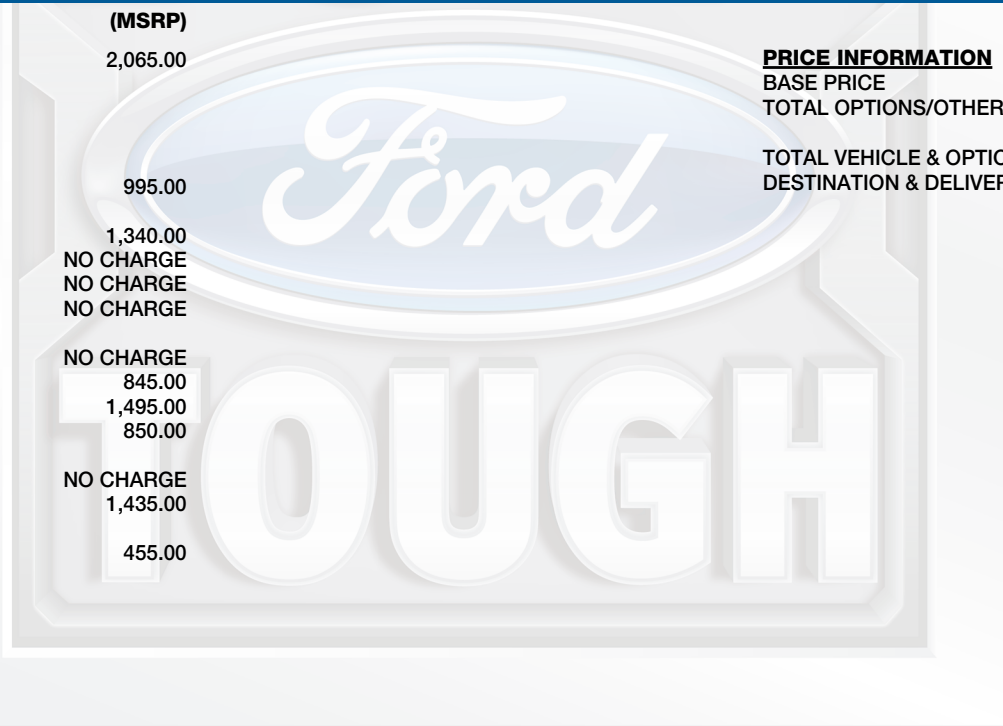 (MSRP)
2,065.00
995.00
1,340.00
NO CHARGE
NO CHARGE
NO CHARGE
NO CHARGE
845.00
1,495.00
850.00
NO CHARGE
1,435.00
455.00
PRICE INFORMATION
BASE PRICE
TOTAL OPTIONS/OTHER
TOTAL VEHICLE & OPTIO
DESTINATION & DELIVER
Ford
TOUGH